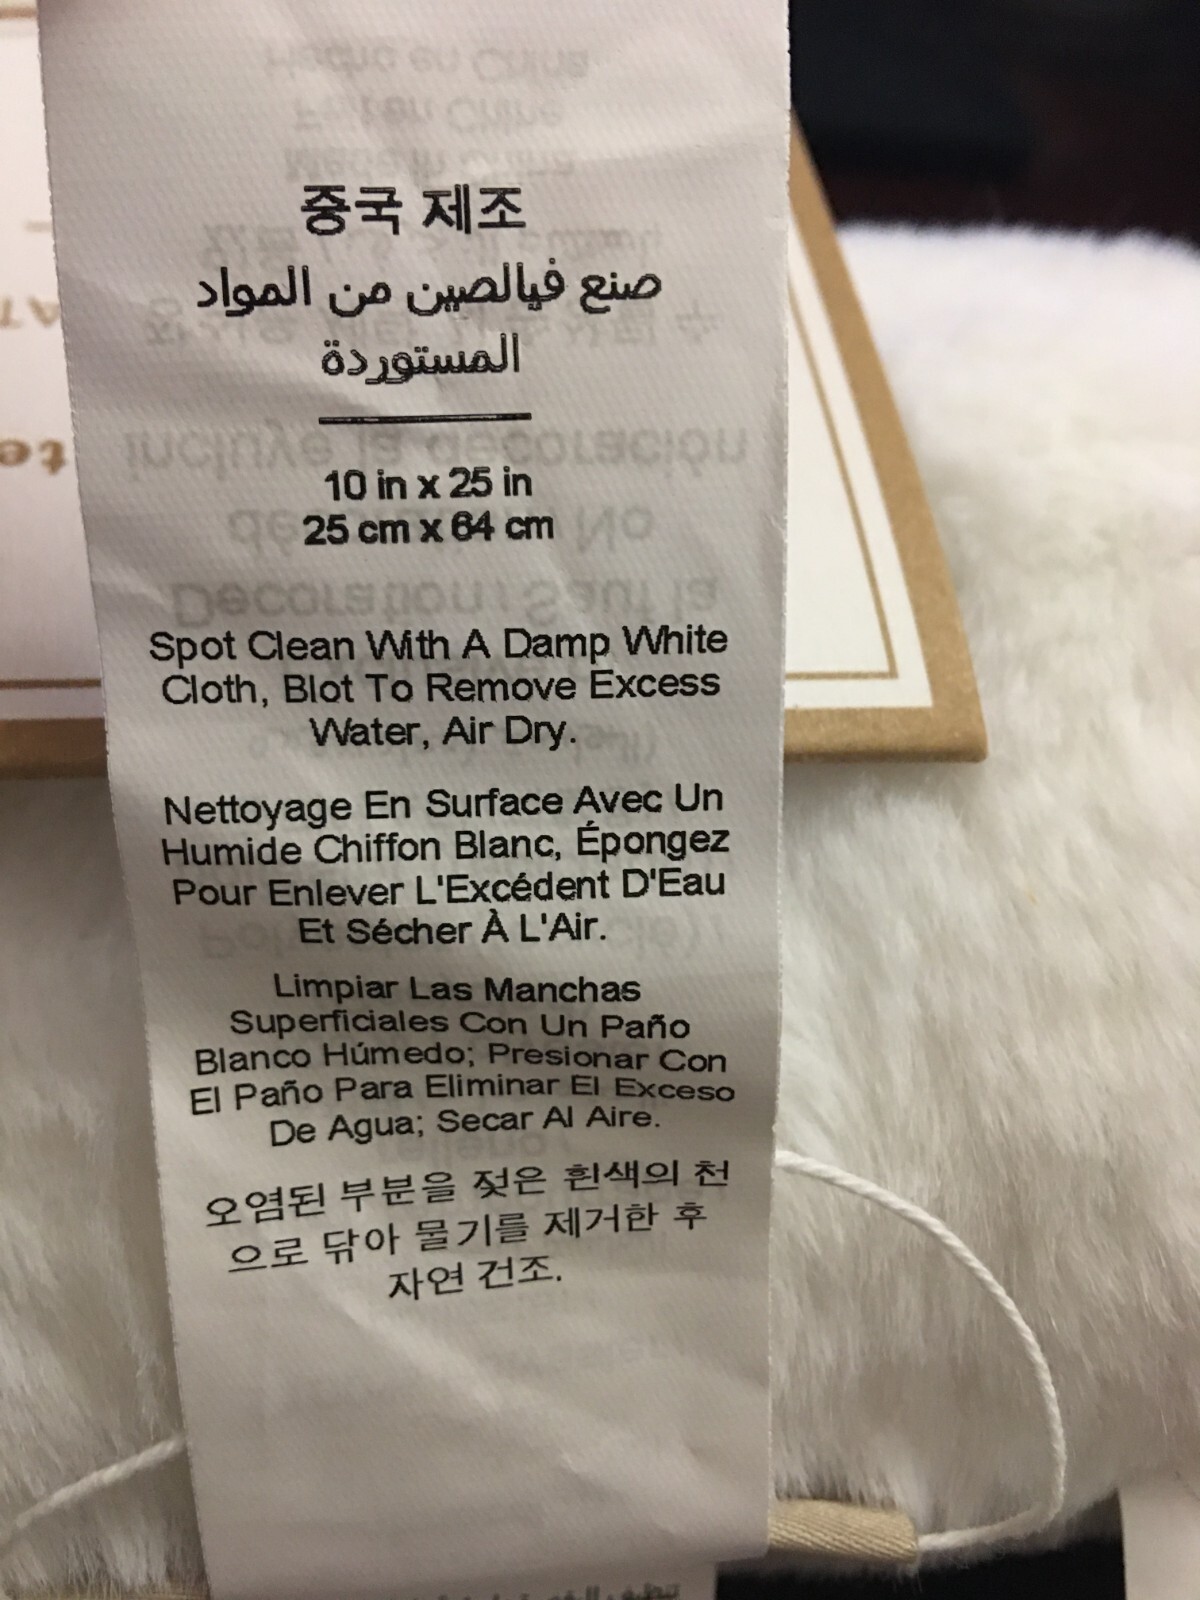 중국 제조
صنع فيالصين من المواد
المستوردة
10 in x 25 in
25 cm x 64 cm
Spot Clean With A Damp White
Cloth, Blot To Remove Excess
Water, Air Dry.
Nettoyage En Surface Avec Un
Humide Chiffon Blanc, Épongez
Pour Enlever L'Excédent D'Eau
Et Sécher À L'Air.
Limpiar Las Manchas
Superficiales Con Un Paño
Blanco Húmedo; Presionar Con
El Paño Para Eliminar El Exceso
De Agua; Secar Al Aire.
오염된 부분을 젖은 흰색의 천
으로 닦아 물기를 제거한 후
자연 건조.